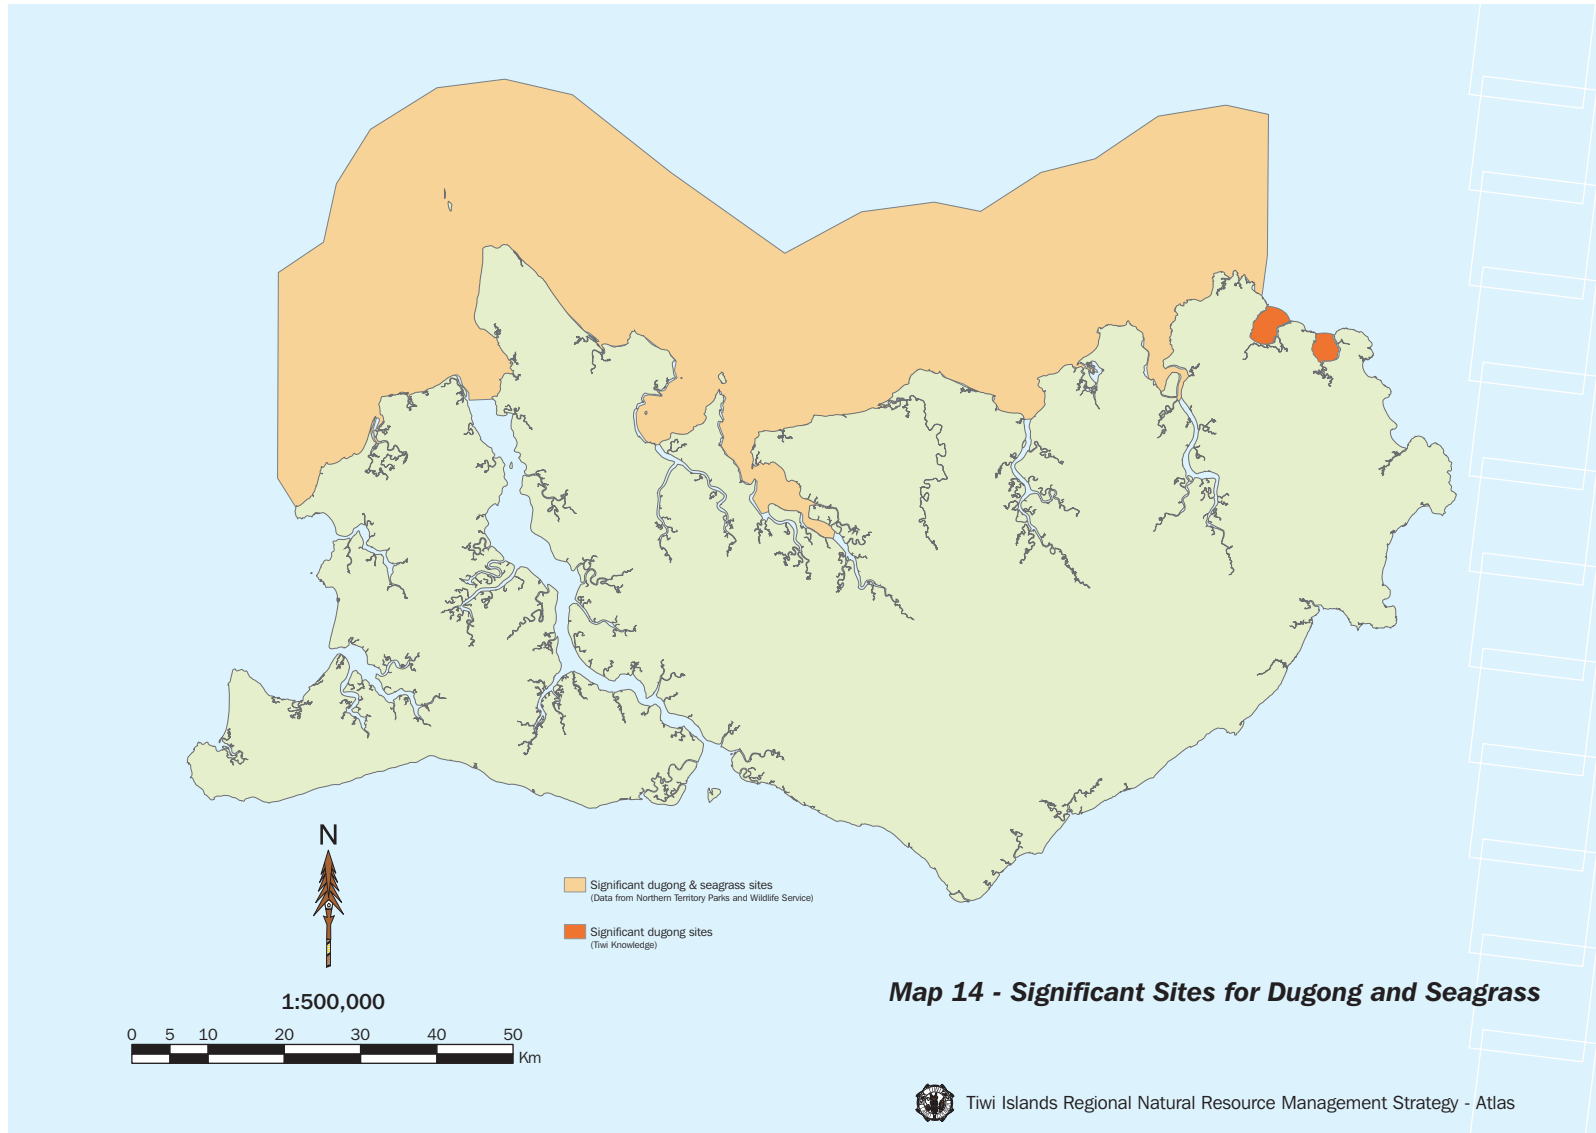 N
Significant dugong & seagrass sites
(Data from Northern Territory Parks and Wildlife Service)
Significant dugong sites
(Tiwi Knowledge)
Map 14 - Significant Sites for Dugong and Seagrass
1:500,000
0 5 10 20 30 40 50
Km
Tiwi Islands Regional Natural Resource Management Strategy - Atlas